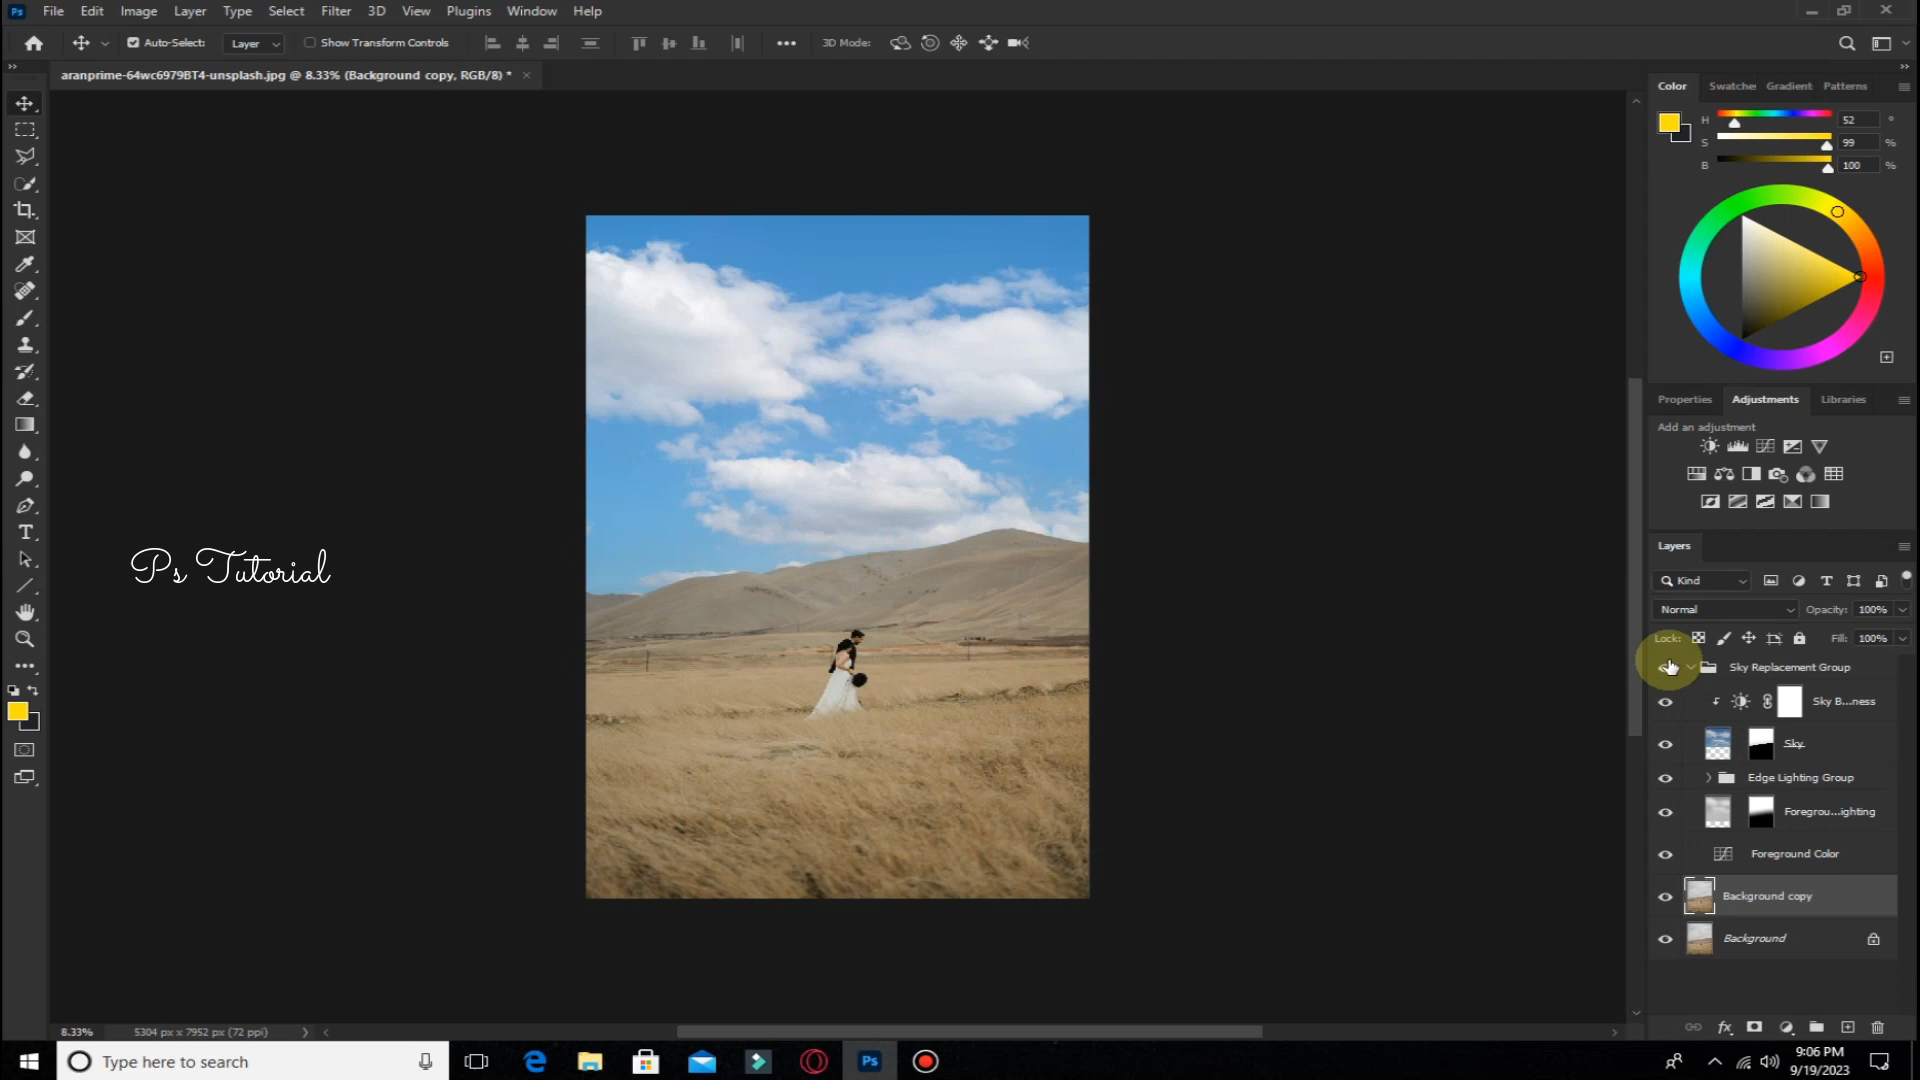 Ps File Edit Image Layer Type Select Filter 3D View Plugins Window Help
Auto-Select: Layer Show Transform Controls 3D Mode:
aranprime-64wc6979BT4-unsplash.jpg @ 8.33% (Background copy, RGB/8) *
Color Swatches Gradient Patterns
H 52 °
S 99 %
B 100 %
Properties Adjustments Libraries
Add an adjustment
Layers
Kind
Normal Opacity: 100%
Lock: Fill: 100%
Sky Replacement Group
Sky B...ness
Sky
Edge Lighting Group
Foregrou...ighting
Foreground Color
Background copy
Background
Ps Tutorial
8.33% 5304 px x 7952 px (72 ppi)
Type here to search
Ps
9:06 PM
9/19/2023